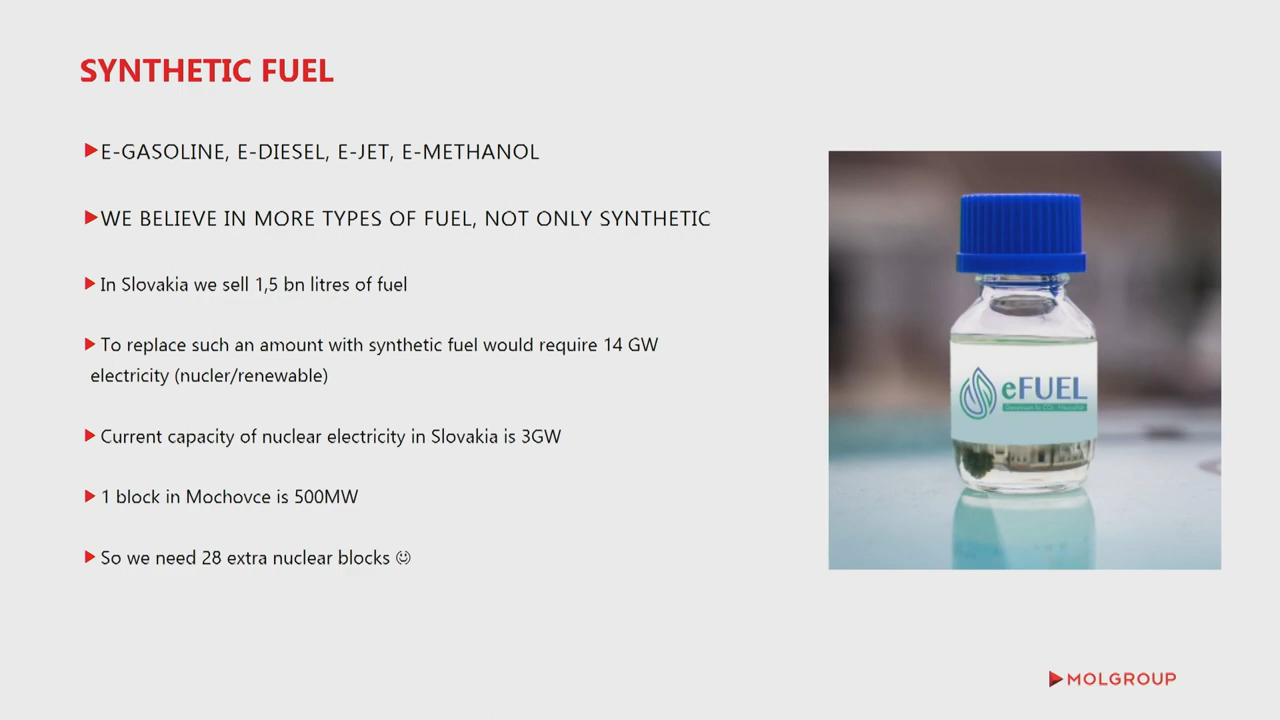 SYNTHETIC FUEL
E-GASOLINE, E-DIESEL, E-JET, E-METHANOL
WE BELIEVE IN MORE TYPES OF FUEL, NOT ONLY SYNTHETIC
In Slovakia we sell 1,5 bn litres of fuel
To replace such an amount with synthetic fuel would require 14 GW
electricity (nucler/renewable)
Current capacity of nuclear electricity in Slovakia is 3GW
1 block in Mochovce is 500MW
So we need 28 extra nuclear blocks ☺
eFUEL
MOLGROUP